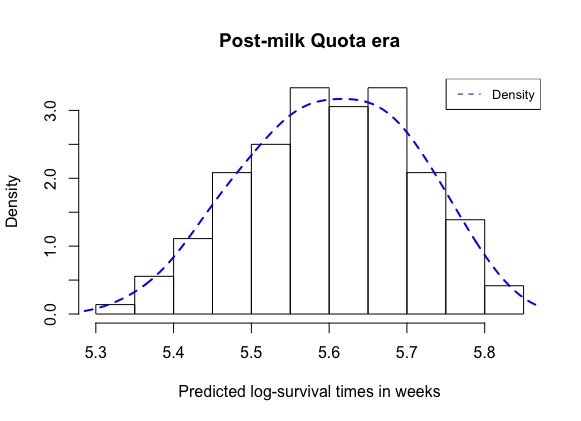 Post-milk Quota era
Density
3.0
2.0
1.0
0.0
Density
5.3 5.4 5.5 5.6 5.7 5.8
Predicted log-survival times in weeks